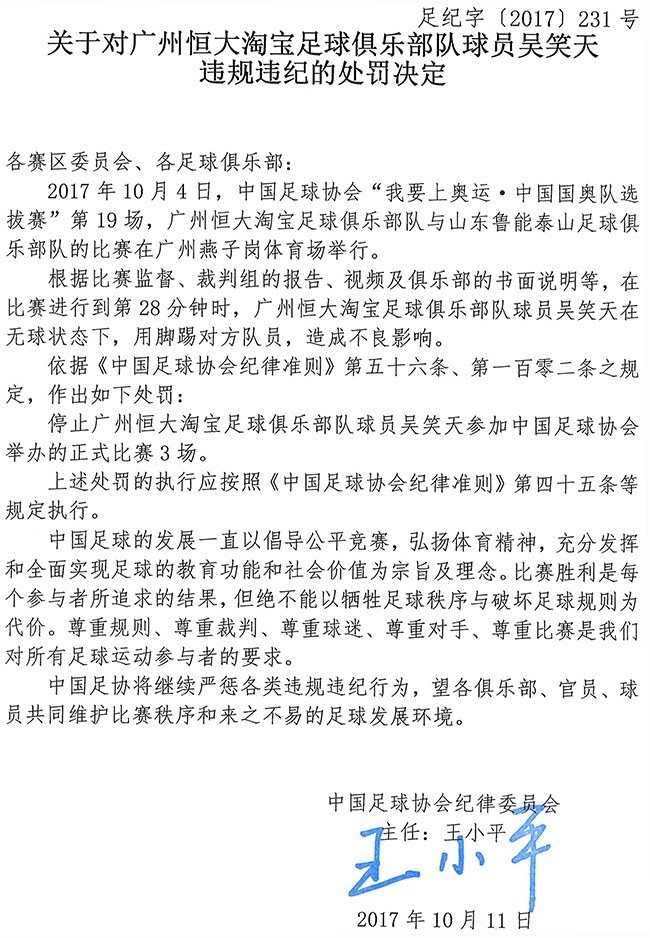 足纪字〔2017〕231号
关于对广州恒大淘宝足球俱乐部队球员吴笑天
违规违纪的处罚决定
各赛区委员会、各足球俱乐部：
2017年10月4日，中国足球协会“我要上奥运·中国国奥队选
拔赛”第19场，广州恒大淘宝足球俱乐部队与山东鲁能泰山足球俱
乐部队的比赛在广州燕子岗体育场举行。
根据比赛监督、裁判组的报告、视频及俱乐部的书面说明等，在
比赛进行到第28分钟时，广州恒大淘宝足球俱乐部队球员吴笑天在
无球状态下，用脚踢对方队员，造成不良影响。
依据《中国足球协会纪律准则》第五十六条、第一百零二条之规
定，作出如下处罚：
停止广州恒大淘宝足球俱乐部队球员吴笑天参加中国足球协会
举办的正式比赛3场。
上述处罚的执行应按照《中国足球协会纪律准则》第四十五条等
规定执行。
中国足球的发展一直以倡导公平竞赛，弘扬体育精神，充分发挥
和全面实现足球的教育功能和社会价值为宗旨及理念。比赛胜利是每
个参与者所追求的结果，但绝不能以牺牲足球秩序与破坏足球规则为
代价。尊重规则、尊重裁判、尊重球迷、尊重对手、尊重比赛是我们
对所有足球运动参与者的要求。
中国足协将继续严惩各类违规违纪行为，望各俱乐部、官员、球
员共同维护比赛秩序和来之不易的足球发展环境。
中国足球协会纪律委员会
主任：王小平
王小平
2017年10月11日